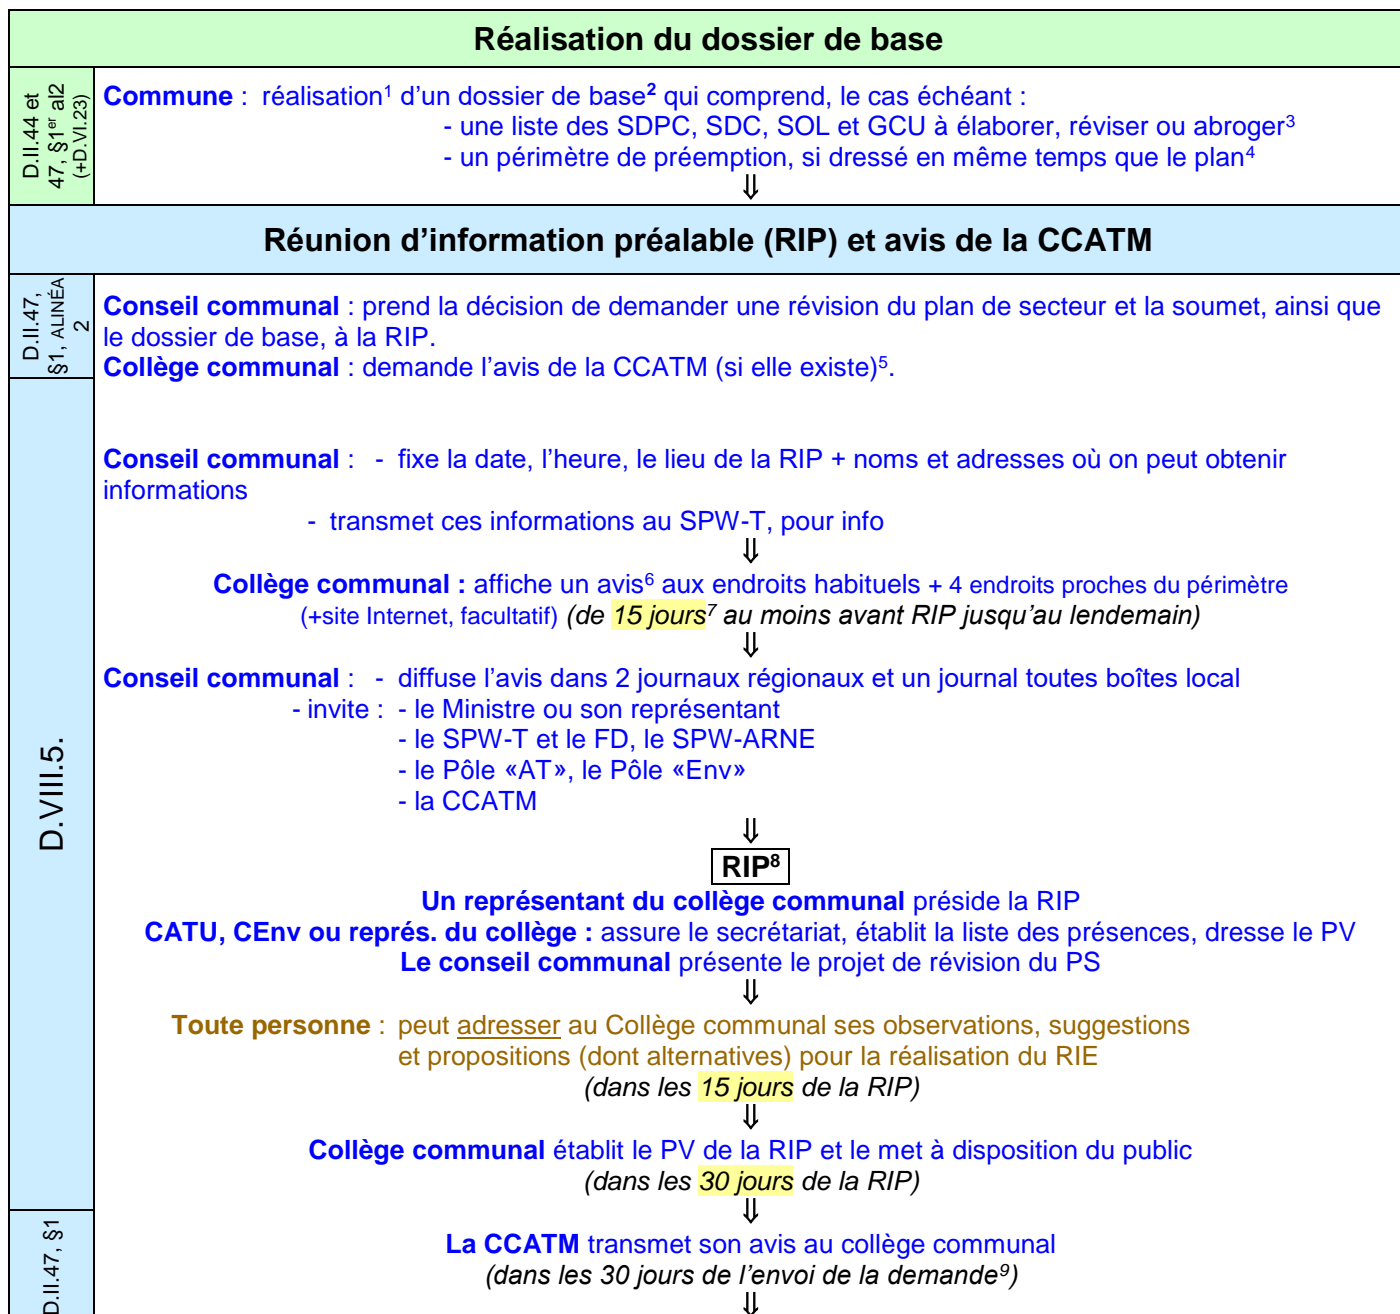 Réalisation du dossier de base
D.II.44 et
47, §1er al2
(+D.VI.23)
Commune : réalisation1 d'un dossier de base2 qui comprend, le cas échéant :
- une liste des SDPC, SDC, SOL et GCU à élaborer, réviser ou abroger3
- un périmètre de préemption, si dressé en même temps que le plan4
⇓
Réunion d'information préalable (RIP) et avis de la CCATM
D.II.47,
§1, ALINÉA
2
Conseil communal : prend la décision de demander une révision du plan de secteur et la soumet, ainsi que
le dossier de base, à la RIP.
Collège communal : demande l'avis de la CCATM (si elle existe)5.
D.VIII.5.
Conseil communal : - fixe la date, l'heure, le lieu de la RIP + noms et adresses où on peut obtenir
informations
- transmet ces informations au SPW-T, pour info
⇓
Collège communal : affiche un avis6 aux endroits habituels + 4 endroits proches du périmètre
(+site Internet, facultatif) (de 15 jours7 au moins avant RIP jusqu'au lendemain)
⇓
Conseil communal : - diffuse l'avis dans 2 journaux régionaux et un journal toutes boîtes local
- invite : - le Ministre ou son représentant
- le SPW-T et le FD, le SPW-ARNE
- le Pôle «AT», le Pôle «Env»
- la CCATM
⇓
RIP8
Un représentant du collège communal préside la RIP
CATU, CEnv ou représ. du collège : assure le secrétariat, établit la liste des présences, dresse le PV
Le conseil communal présente le projet de révision du PS
⇓
Toute personne : peut adresser au Collège communal ses observations, suggestions
et propositions (dont alternatives) pour la réalisation du RIE
(dans les 15 jours de la RIP)
⇓
Collège communal établit le PV de la RIP et le met à disposition du public
(dans les 30 jours de la RIP)
⇓
D.II.47, §1
La CCATM transmet son avis au collège communal
(dans les 30 jours de l'envoi de la demande9)
⇓